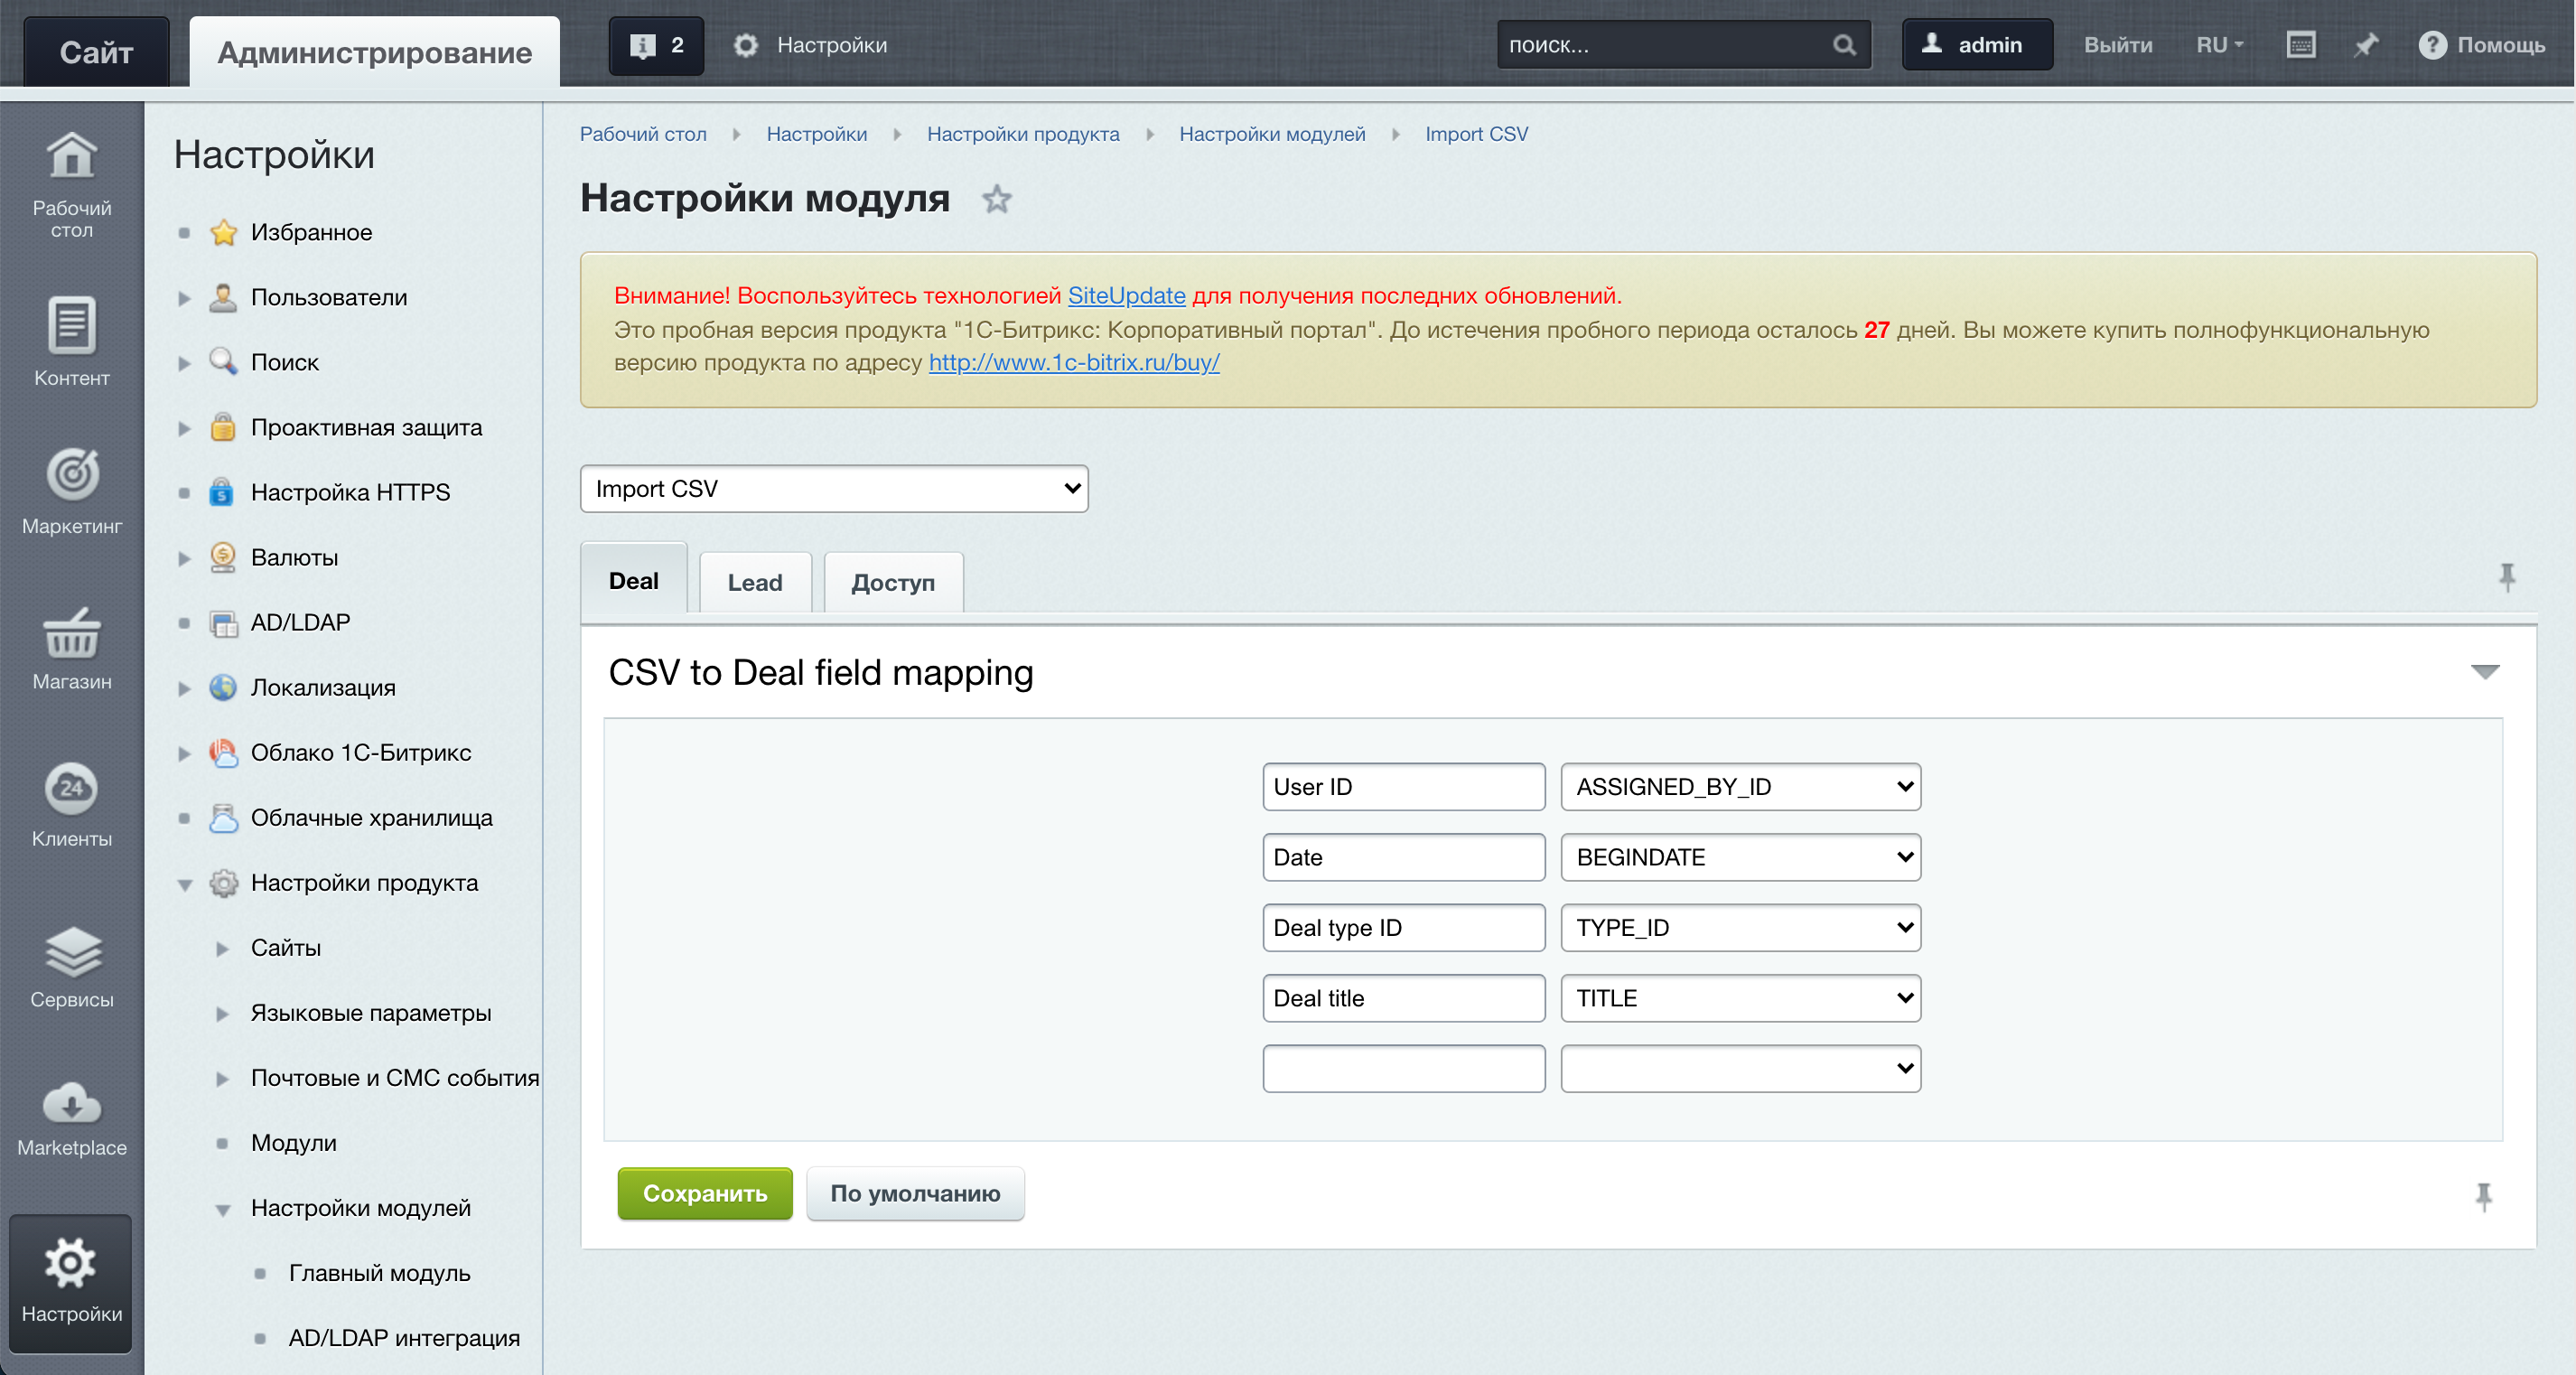 Сайт
Администрирование
2
Настройки
поиск...
admin
Выйти
RU
Помощь
Рабочий стол
Контент
Маркетинг
Магазин
24
Клиенты
Сервисы
Marketplace
Настройки
Настройки
Избранное
Пользователи
Поиск
Проактивная защита
Настройка HTTPS
Валюты
AD/LDAP
Локализация
Облако 1С-Битрикс
Облачные хранилища
Настройки продукта
Сайты
Языковые параметры
Почтовые и СМС события
Модули
Настройки модулей
Главный модуль
AD/LDAP интеграция
Рабочий стол Настройки Настройки продукта Настройки модулей Import CSV
Настройки модуля
Внимание! Воспользуйтесь технологией SiteUpdate для получения последних обновлений.
Это пробная версия продукта "1С-Битрикс: Корпоративный портал". До истечения пробного периода осталось 27 дней. Вы можете купить полнофункциональную
версию продукта по адресу http://www.1c-bitrix.ru/buy/
Import CSV
Deal
Lead
Доступ
CSV to Deal field mapping
User ID ASSIGNED_BY_ID
Date BEGINDATE
Deal type ID TYPE_ID
Deal title TITLE
Сохранить
По умолчанию